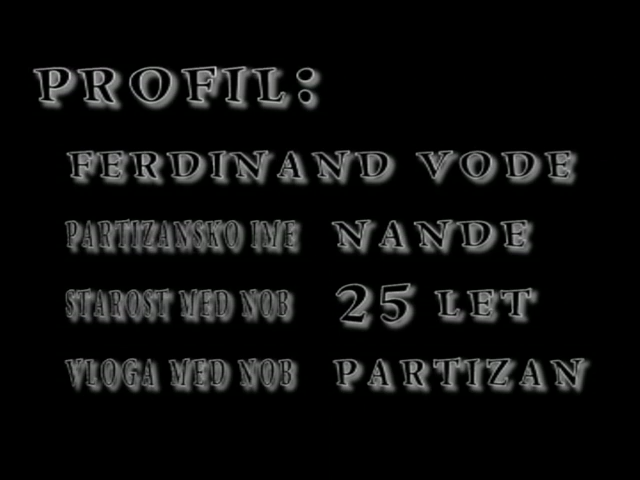 PROFIL:
FERDINAND VODE
PARTIZANSKO IME NANDE
STAROST MED NOB 25 LET
VLOGA MED NOB PARTIZAN